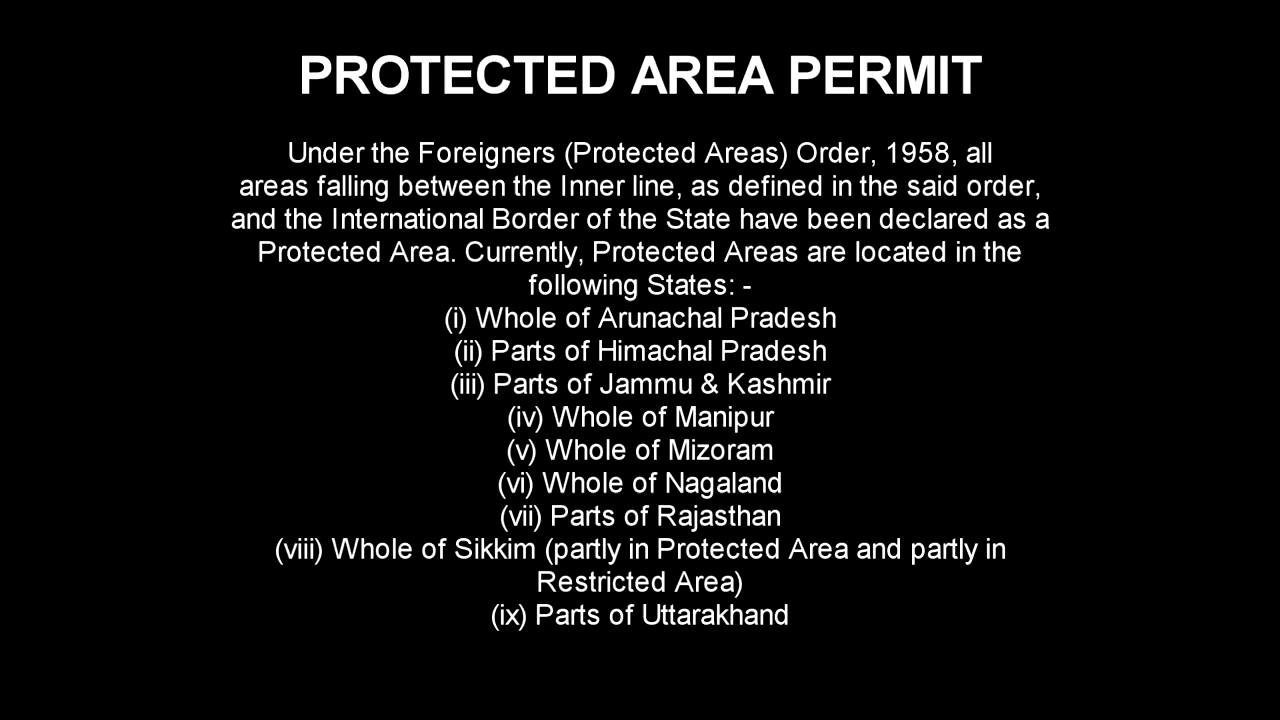 PROTECTED AREA PERMIT
Under the Foreigners (Protected Areas) Order, 1958, all
areas falling between the Inner line, as defined in the said order,
and the International Border of the State have been declared as a
Protected Area. Currently, Protected Areas are located in the
following States: -
(i) Whole of Arunachal Pradesh
(ii) Parts of Himachal Pradesh
(iii) Parts of Jammu & Kashmir
(iv) Whole of Manipur
(v) Whole of Mizoram
(vi) Whole of Nagaland
(vii) Parts of Rajasthan
(viii) Whole of Sikkim (partly in Protected Area and partly in
Restricted Area)
(ix) Parts of Uttarakhand